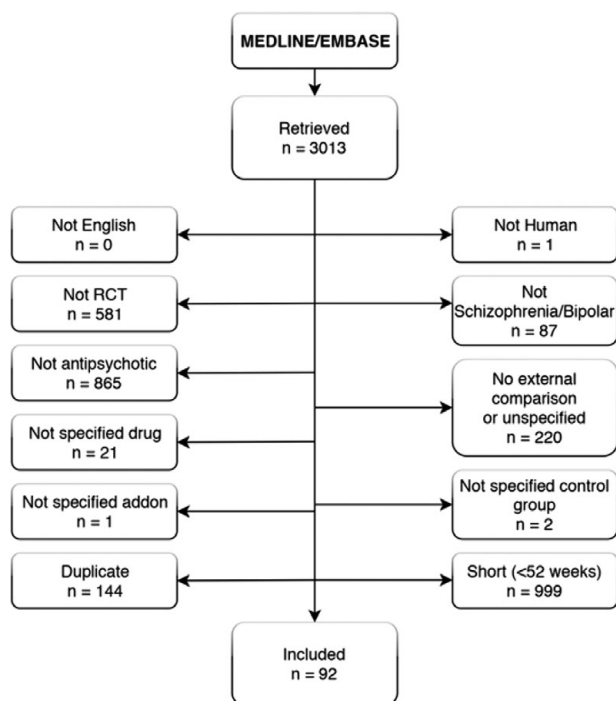 MEDLINE/EMBASE
Retrieved
n = 3013
Not English
n = 0
Not Human
n = 1
Not RCT
n = 581
Not
Schizophrenia/Bipolar
n = 87
Not antipsychotic
n = 865
No external
comparison
or unspecified
n = 220
Not specified drug
n = 21
Not specified addon
n = 1
Not specified control
group
n = 2
Duplicate
n = 144
Short (<52 weeks)
n = 999
Included
n = 92